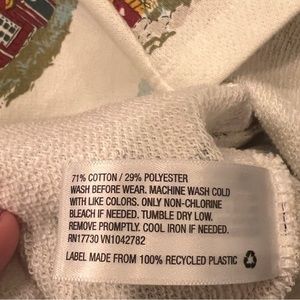 71% COTTON / 29% POLYESTER
WASH BEFORE WEAR. MACHINE WASH COLD
WITH LIKE COLORS. ONLY NON-CHLORINE
BLEACH IF NEEDED. TUMBLE DRY LOW.
REMOVE PROMPTLY. COOL IRON IF NEEDED.
RN17730 VN1042782
LABEL MADE FROM 100% RECYCLED PLASTIC